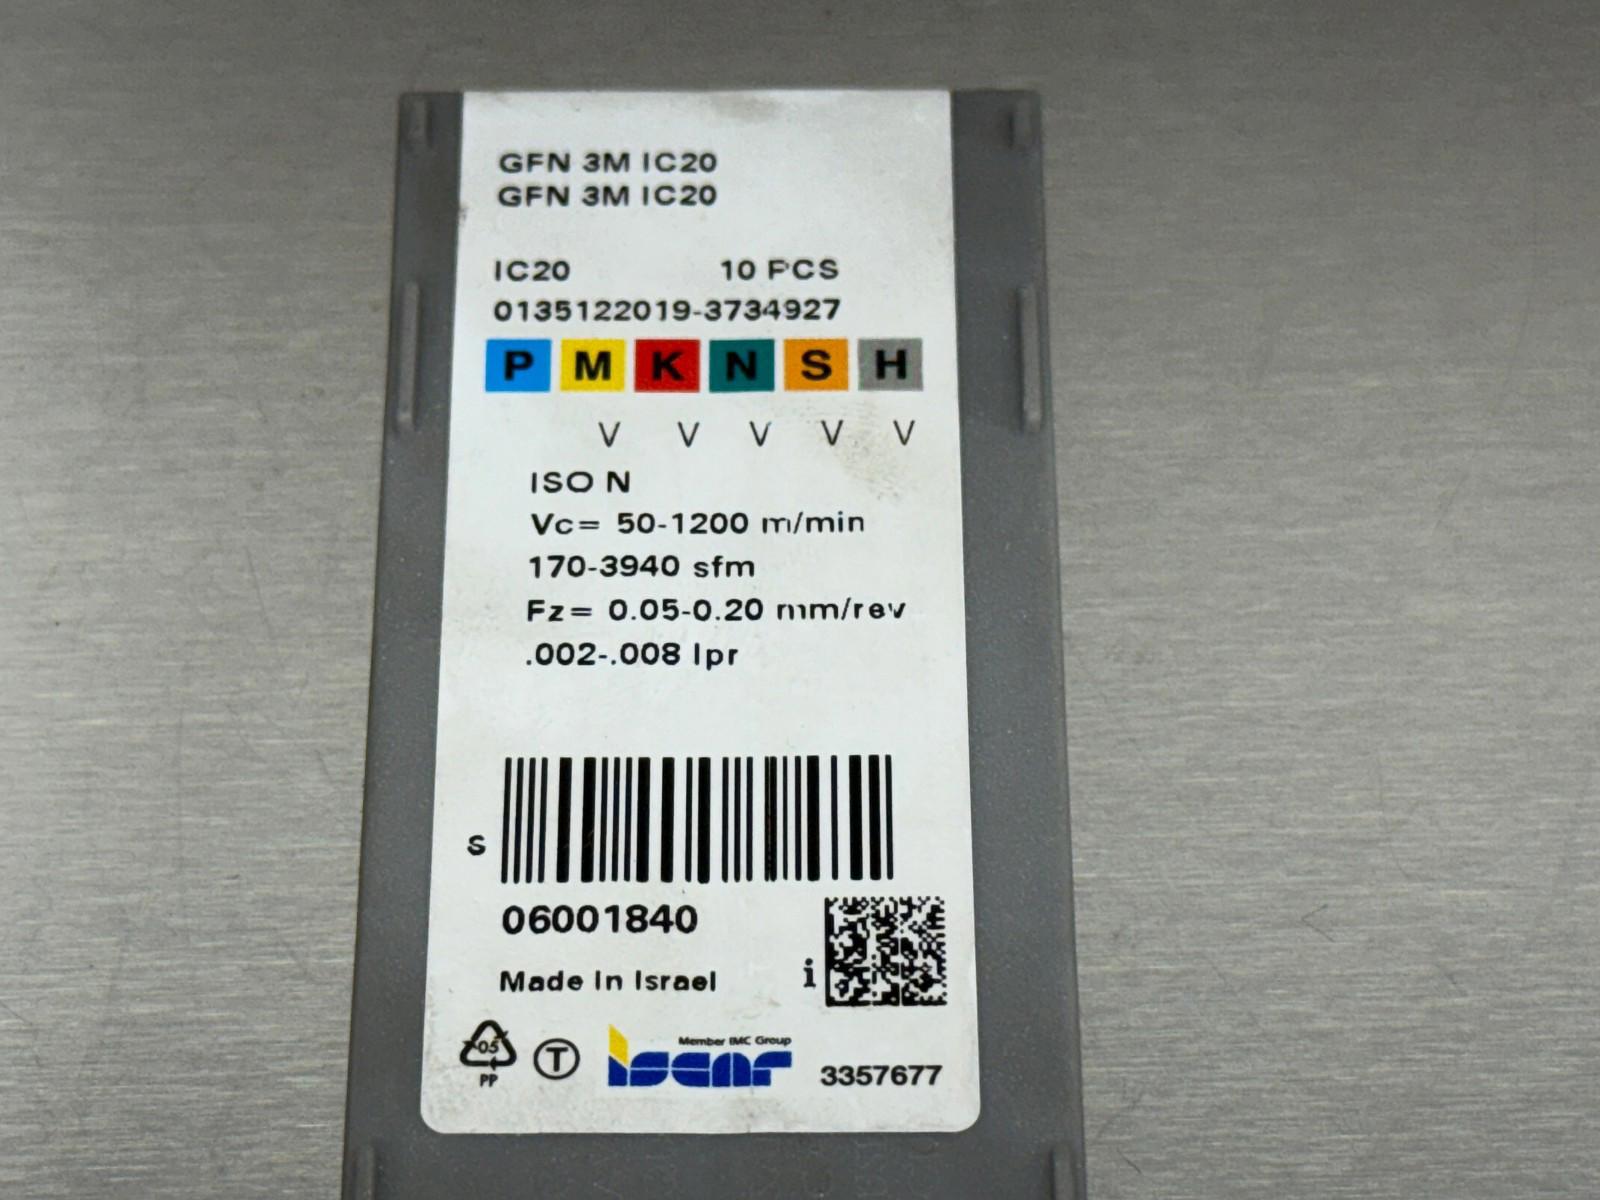 GFN 3M IC20
GFN 3M IC20
IC20 10 PCS
0135122019-3734927
P M K N S H
V V V V V
ISO N
Vc= 50-1200 m/min
170-3940 sfm
Fz= 0.05-0.20 mm/rev
.002-.008 Ipr
S
06001840
Made In Israel
i
05
PP
T
Member IMC Group
iscar
3357677